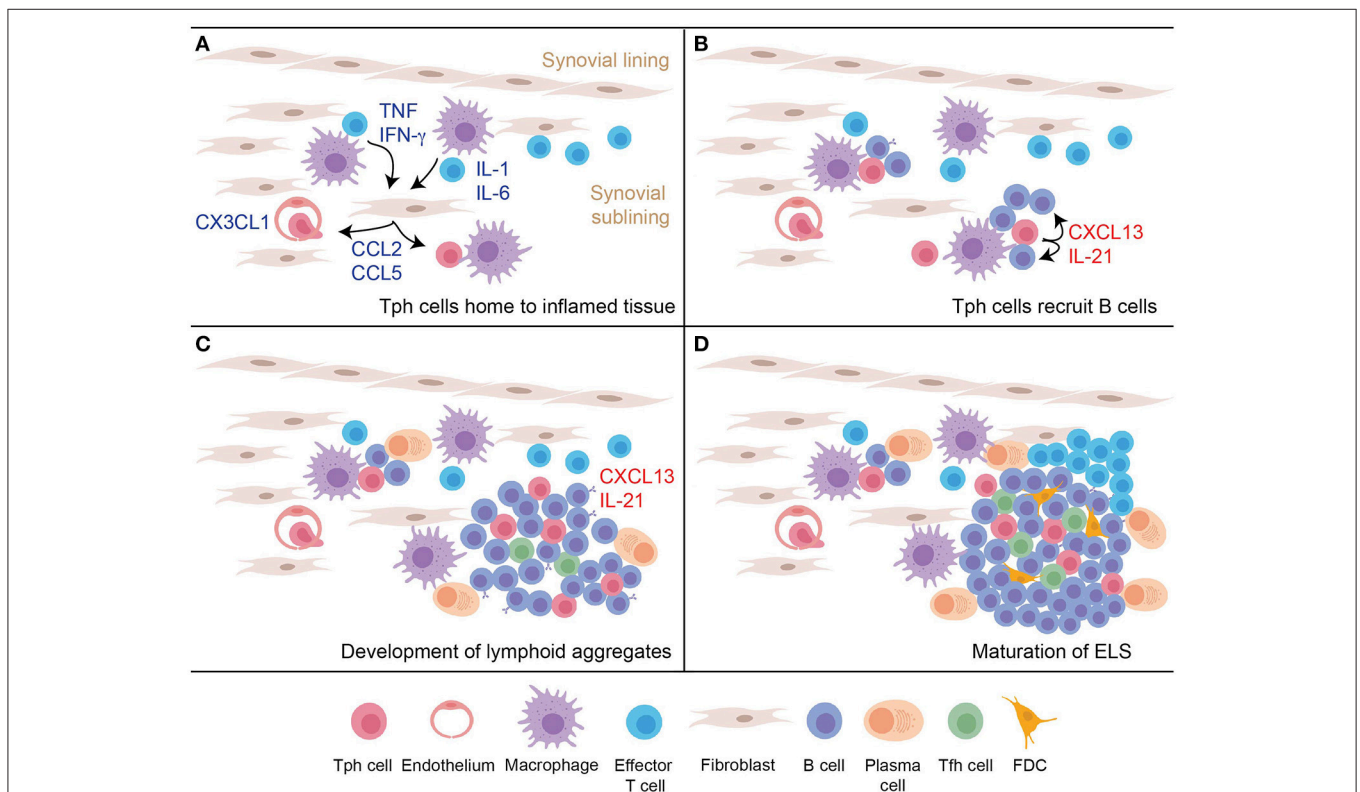 A
Synovial lining
TNF
IFN-γ
IL-1
IL-6
Synovial
sublining
CX3CL1
CCL2
CCL5
Tph cells home to inflamed tissue
B
CXCL13
IL-21
Tph cells recruit B cells
C
CXCL13
IL-21
Development of lymphoid aggregates
D
Maturation of ELS
Tph cell
Endothelium
Macrophage
Effector
T cell
Fibroblast
B cell
Plasma
cell
Tfh cell
FDC